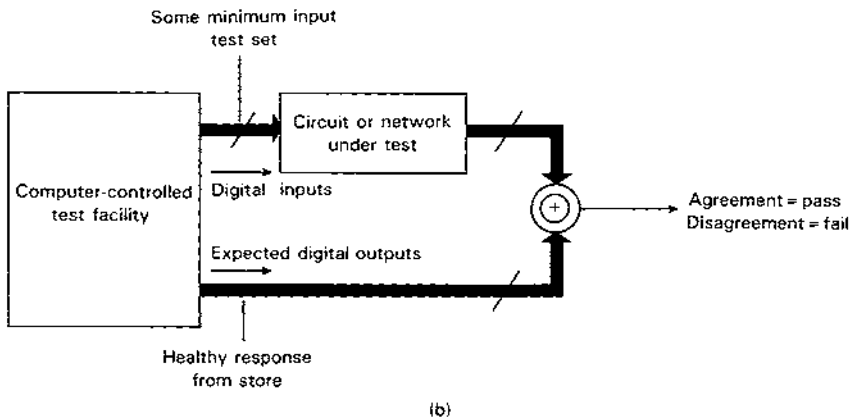 Some minimum input
test set
Circuit or network
under test
Computer-controlled
test facility
Digital inputs
+
Agreement = pass
Disagreement = fail
Expected digital outputs
Healthy response
from store
(b)